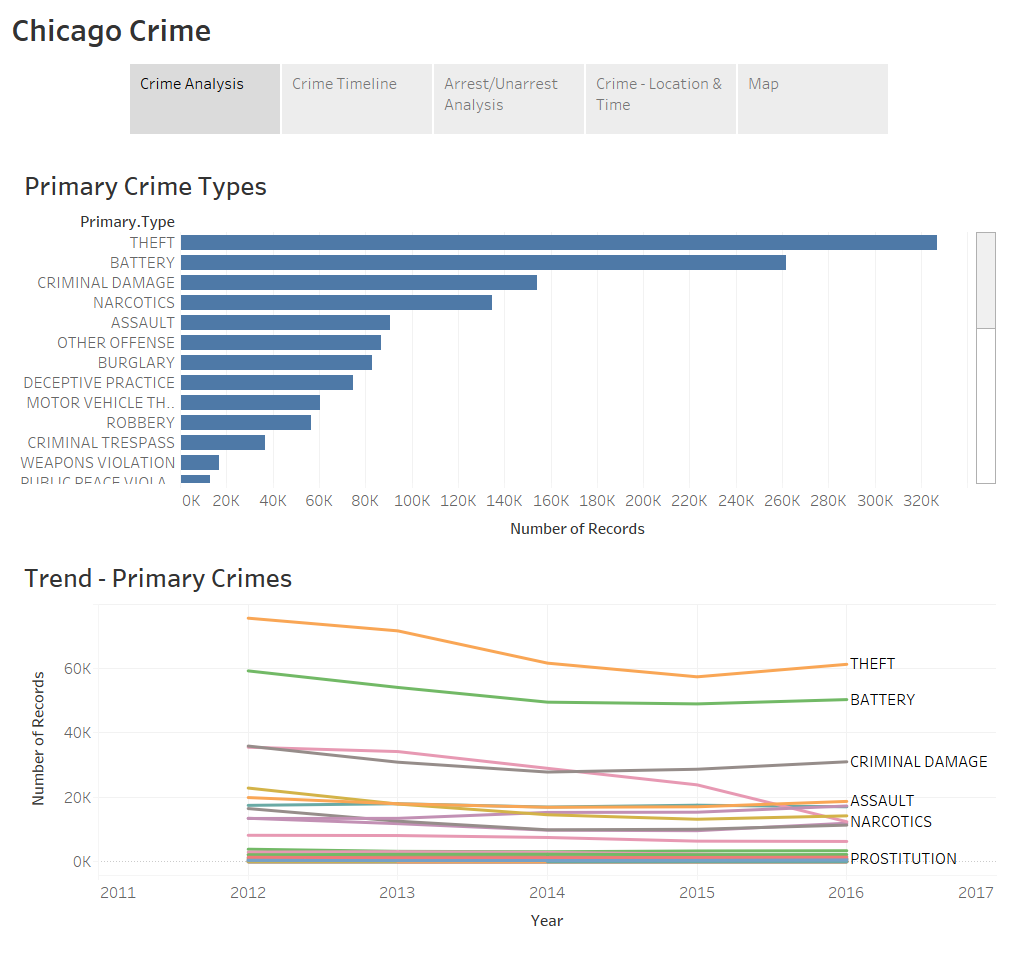 Chicago Crime
Crime Analysis
Crime Timeline
Arrest/Unarrest
Analysis
Crime - Location &
Time
Map
Primary Crime Types
Primary.Type
THEFT
BATTERY
CRIMINAL DAMAGE
NARCOTICS
ASSAULT
OTHER OFFENSE
BURGLARY
DECEPTIVE PRACTICE
MOTOR VEHICLE TH..
ROBBERY
CRIMINAL TRESPASS
WEAPONS VIOLATION
PUBLIC PEACE VIOLA..
0K 20K 40K 60K 80K 100K 120K 140K 160K 180K 200K 220K 240K 260K 280K 300K 320K
Number of Records
Trend - Primary Crimes
Number of Records
60K
40K
20K
0K
THEFT
BATTERY
CRIMINAL DAMAGE
ASSAULT
NARCOTICS
PROSTITUTION
2011 2012 2013 2014 2015 2016 2017
Year